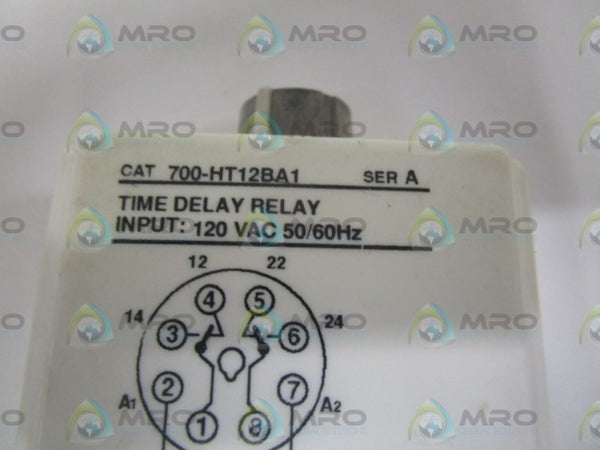 CAT 700-HT12BA1 SER A
TIME DELAY RELAY
INPUT: 120 VAC 50/60Hz
12 22
4 5
14 3 6 24
2 7
A1 1 8 A2
MRO